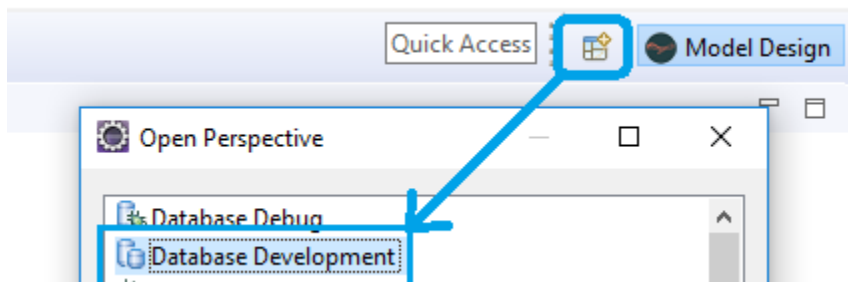 Quick Access
Model Design
Open Perspective
Database Debug
Database Development